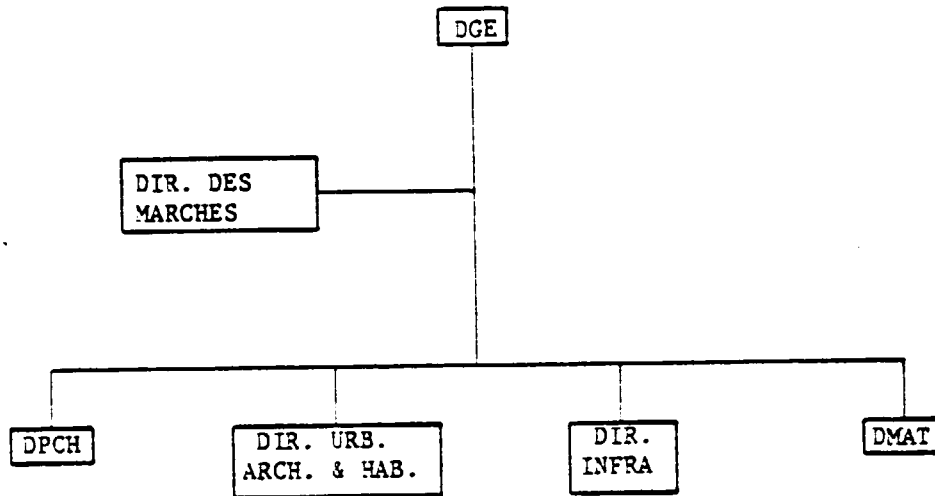 DGE
DIR. DES
MARCHES
DPCH
DIR. URB.
ARCH. & HAB.
DIR.
INFRA
DMAT